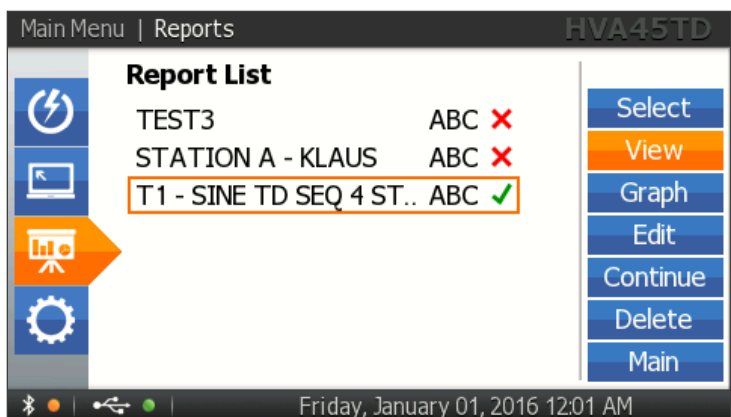 Main Menu | Reports HVA45TD
Report List
TEST3 ABC
STATION A - KLAUS ABC
T1 - SINE TD SEQ 4 ST.. ABC
Select
View
Graph
Edit
Continue
Delete
Main
Friday, January 01, 2016 12:01 AM